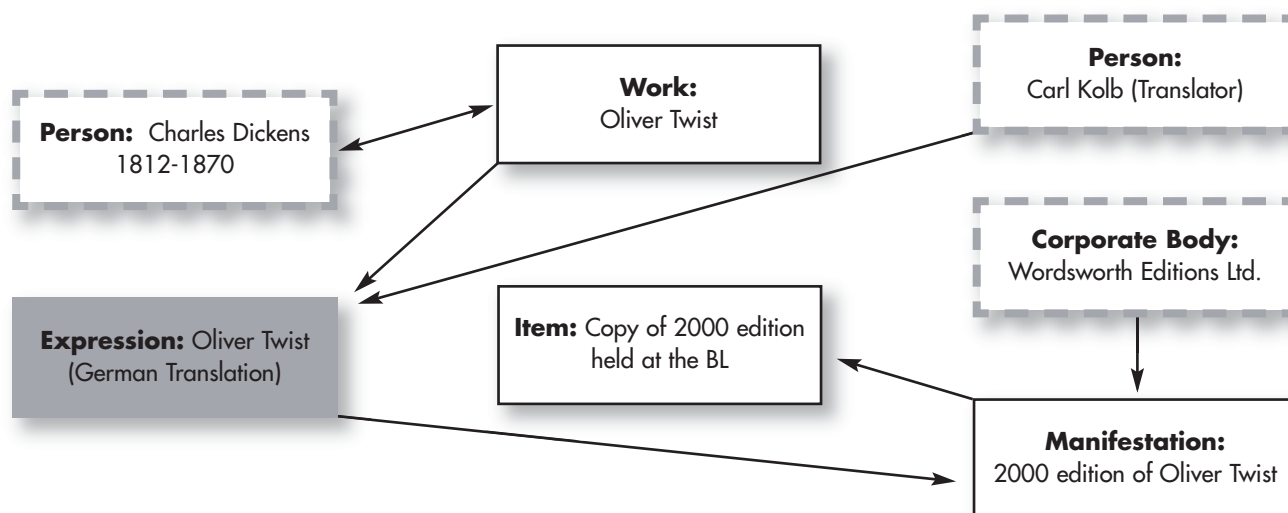 Person: Charles Dickens
1812-1870
Work:
Oliver Twist
Person:
Carl Kolb (Translator)
Corporate Body:
Wordsworth Editions Ltd.
Expression: Oliver Twist
(German Translation)
Item: Copy of 2000 edition
held at the BL
Manifestation:
2000 edition of Oliver Twist